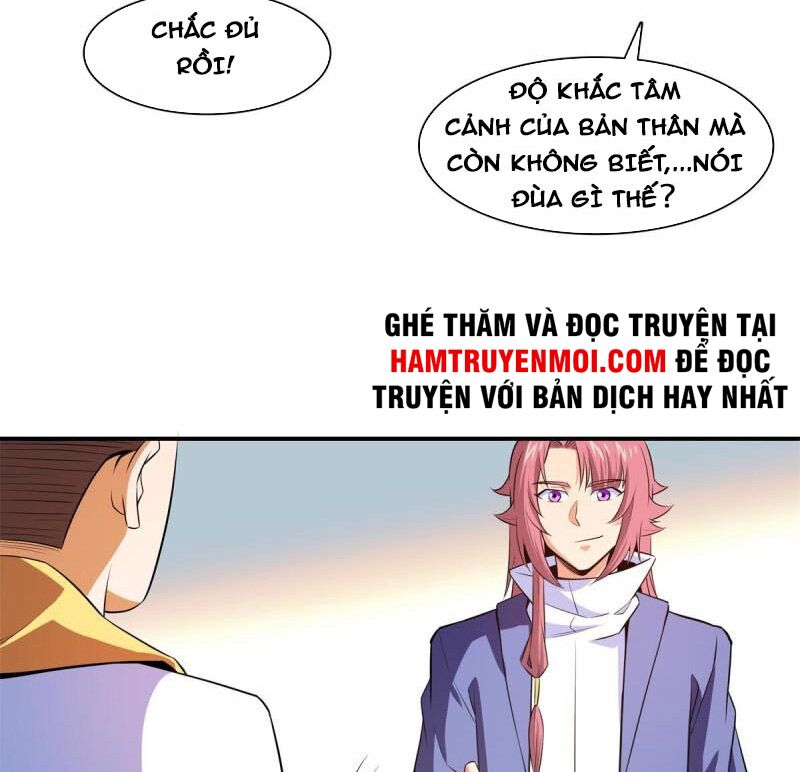 CHẮC ĐỦ
RỒI!
ĐỘ KHẮC TÂM
CẢNH CỦA BẢN THÂN MÀ
CÒN KHÔNG BIẾT,...NÓI
ĐÙA GÌ THẾ?
GHÉ THĂM VÀ ĐỌC TRUYỆN TẠI
HAMTRUYENMOI.COM ĐỂ ĐỌC
TRUYỆN VỚI BẢN DỊCH HAY NHẤT